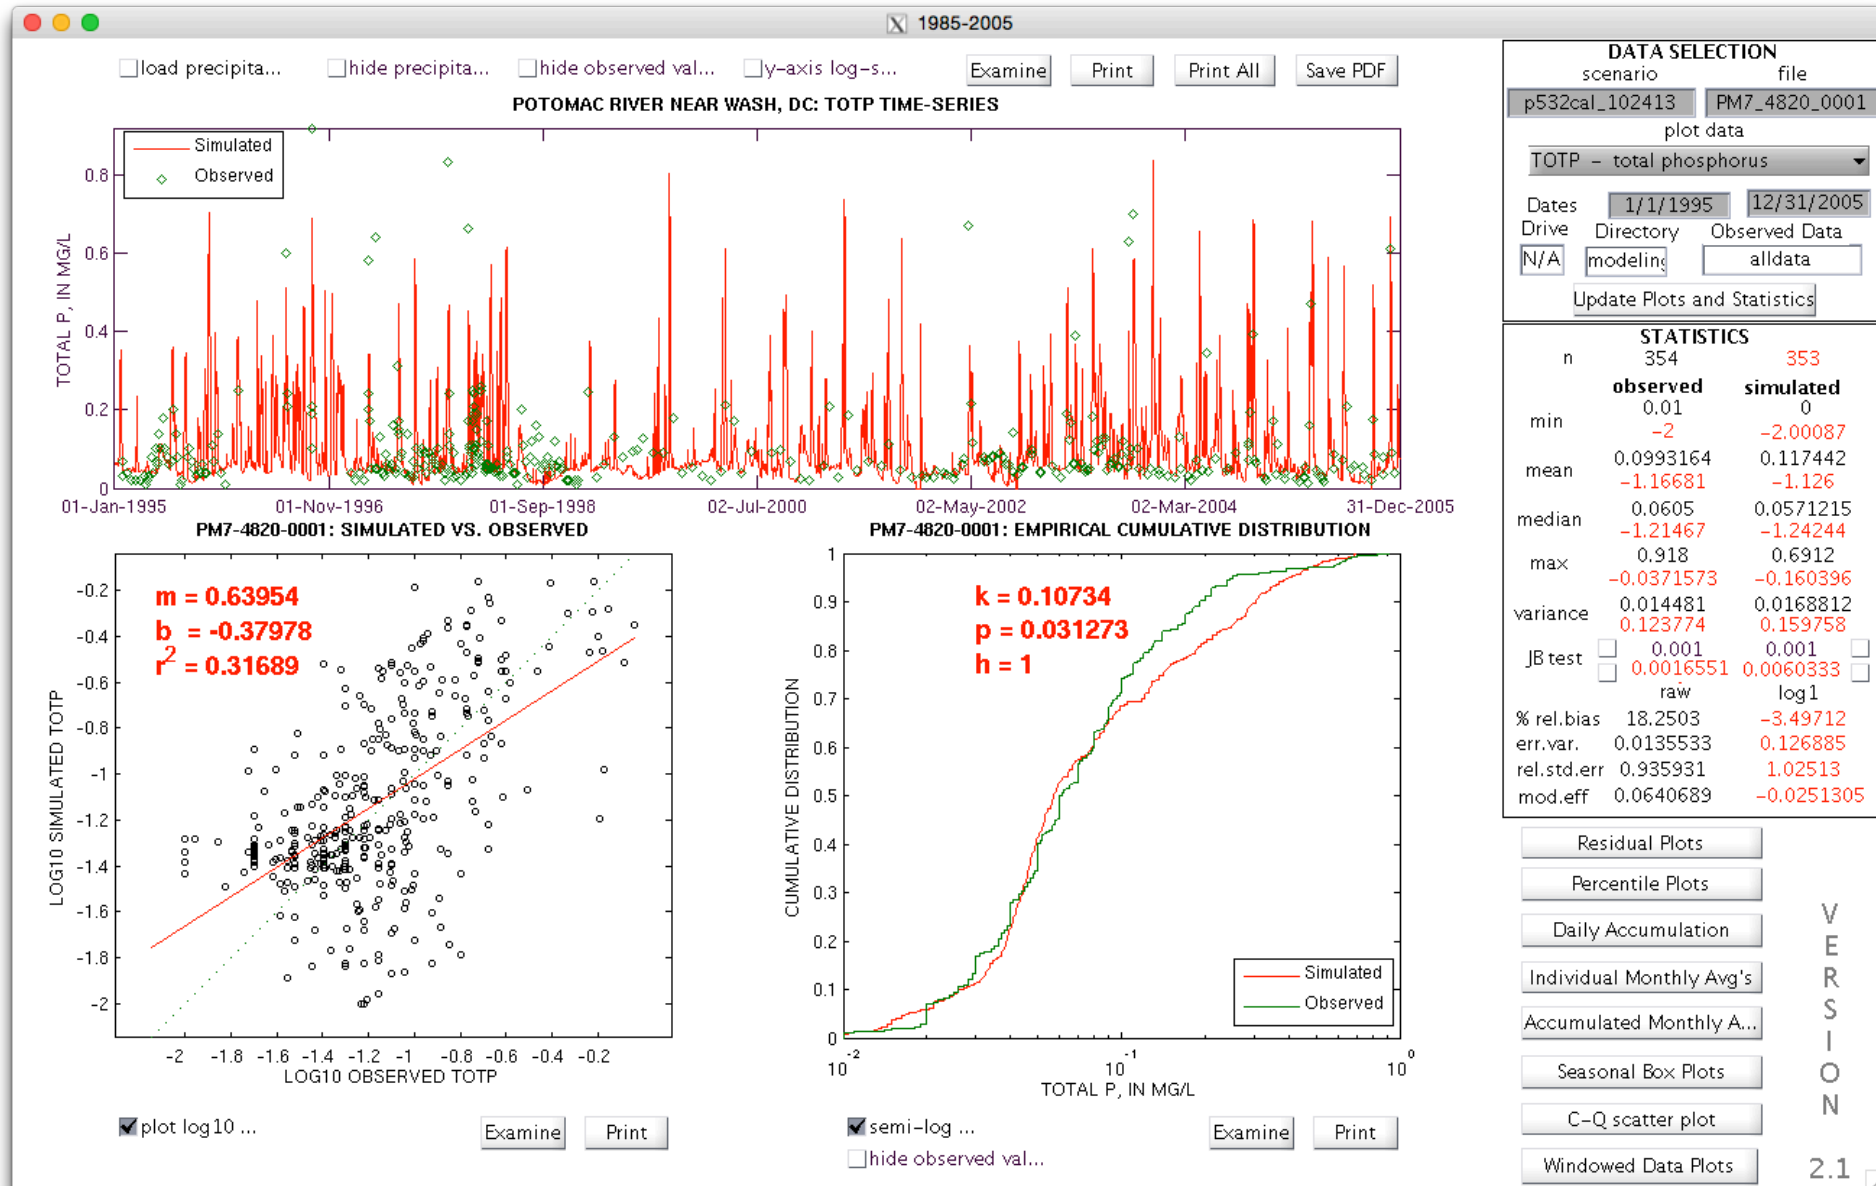 1985-2005
load precipita...
hide precipita...
hide observed val...
y-axis log-s...
Examine
Print
Print All
Save PDF
POTOMAC RIVER NEAR WASH, DC: TOTP TIME-SERIES
TOTAL P, IN MG/L
Simulated
Observed
0.8
0.6
0.4
0.2
0
01-Jan-1995 01-Nov-1996 01-Sep-1998 02-Jul-2000 02-May-2002 02-Mar-2004 31-Dec-2005
PM7-4820-0001: SIMULATED VS. OBSERVED
m = 0.63954
b = -0.37978
r2 = 0.31689
LOG10 SIMULATED TOTP
-0.2
-0.4
-0.6
-0.8
-1
-1.2
-1.4
-1.6
-1.8
-2
-2 -1.8 -1.6 -1.4 -1.2 -1 -0.8 -0.6 -0.4 -0.2
LOG10 OBSERVED TOTP
plot log10 ...
Examine
Print
PM7-4820-0001: EMPIRICAL CUMULATIVE DISTRIBUTION
k = 0.10734
p = 0.031273
h = 1
CUMULATIVE DISTRIBUTION
1
0.9
0.8
0.7
0.6
0.5
0.4
0.3
0.2
0.1
0
Simulated
Observed
10-2 10-1 100
TOTAL P, IN MG/L
semi-log ...
hide observed val...
Examine
Print
DATA SELECTION
scenario file
p532cal_102413 PM7_4820_0001
plot data
TOTP - total phosphorus
Dates 1/1/1995 12/31/2005
Drive Directory Observed Data
N/A modeling alldata
Update Plots and Statistics
STATISTICS
n 354 353
observed simulated
min 0.01 0
-2 -2.00087
mean 0.0993164 0.117442
-1.16681 -1.126
median 0.0605 0.0571215
-1.21467 -1.24244
max 0.918 0.6912
-0.0371573 -0.160396
variance 0.014481 0.0168812
0.123774 0.159758
JB test 0.001 0.001
0.0016551 0.0060333
raw log1
% rel.bias 18.2503 -3.49712
err.var. 0.0135533 0.126885
rel.std.err 0.935931 1.02513
mod.eff 0.0640689 -0.0251305
Residual Plots
Percentile Plots
Daily Accumulation
Individual Monthly Avg's
Accumulated Monthly A...
Seasonal Box Plots
C-Q scatter plot
Windowed Data Plots
VERSION
2.1